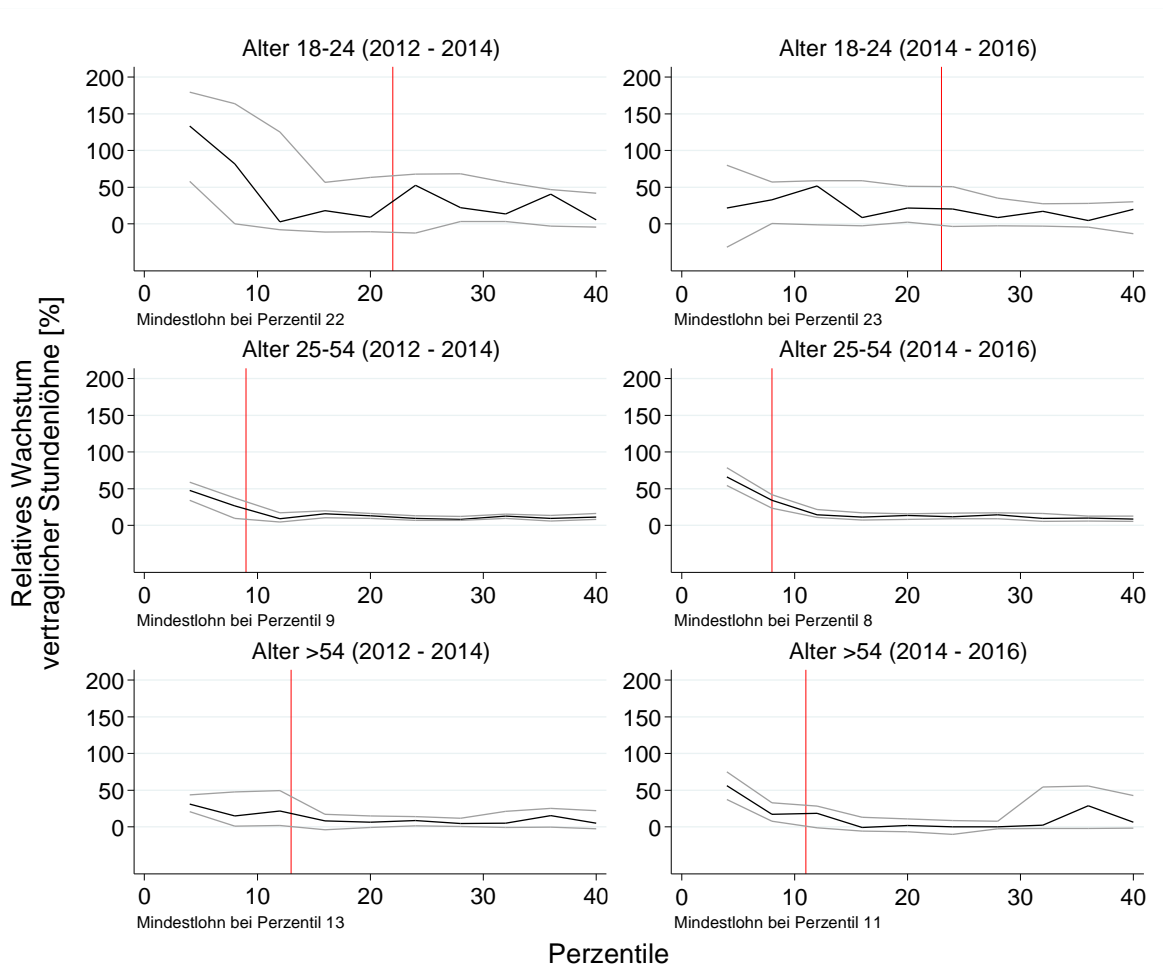 Relatives Wachstum
vertraglicher Stundenlöhne [%]
Alter 18-24 (2012 - 2014)
200
150
100
50
0
0 10 20 30 40
Mindestlohn bei Perzentil 22
Alter 18-24 (2014 - 2016)
200
150
100
50
0
0 10 20 30 40
Mindestlohn bei Perzentil 23
Alter 25-54 (2012 - 2014)
200
150
100
50
0
0 10 20 30 40
Mindestlohn bei Perzentil 9
Alter 25-54 (2014 - 2016)
200
150
100
50
0
0 10 20 30 40
Mindestlohn bei Perzentil 8
Alter >54 (2012 - 2014)
200
150
100
50
0
0 10 20 30 40
Mindestlohn bei Perzentil 13
Alter >54 (2014 - 2016)
200
150
100
50
0
0 10 20 30 40
Mindestlohn bei Perzentil 11
Perzentile